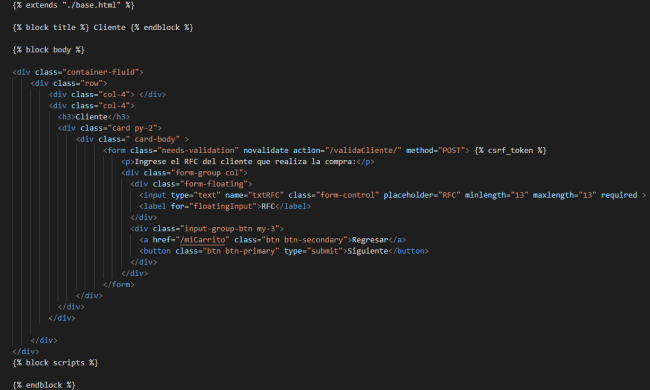 {% extends "./base.html" %}
{% block title %} Cliente {% endblock %}
{% block body %}
<div class="container-fluid">
<div class="row">
<div class="col-4"> </div>
<div class="col-4">
<h3>Cliente</h3>
<div class="card py-2">
<div class=" card-body" >
<form class="needs-validation" novalidate action="/validaCliente/" method="POST"> {% csrf_token %}
<p>Ingrese el RFC del cliente que realiza la compra:</p>
<div class="form-group col">
<div class="form-floating">
<input type="text" name="txtRFC" class="form-control" placeholder="RFC" minlength="13" maxlength="13" required >
<label for="floatingInput">RFC</label>
</div>
<div class="input-group-btn my-3">
<a href="/miCarrito" class="btn btn-secondary">Regresar</a>
<button class="btn btn-primary" type="submit">Siguiente</button>
</div>
</div>
</form>
</div>
</div>
</div>
</div>
</div>
{% block scripts %}
{% endblock %}